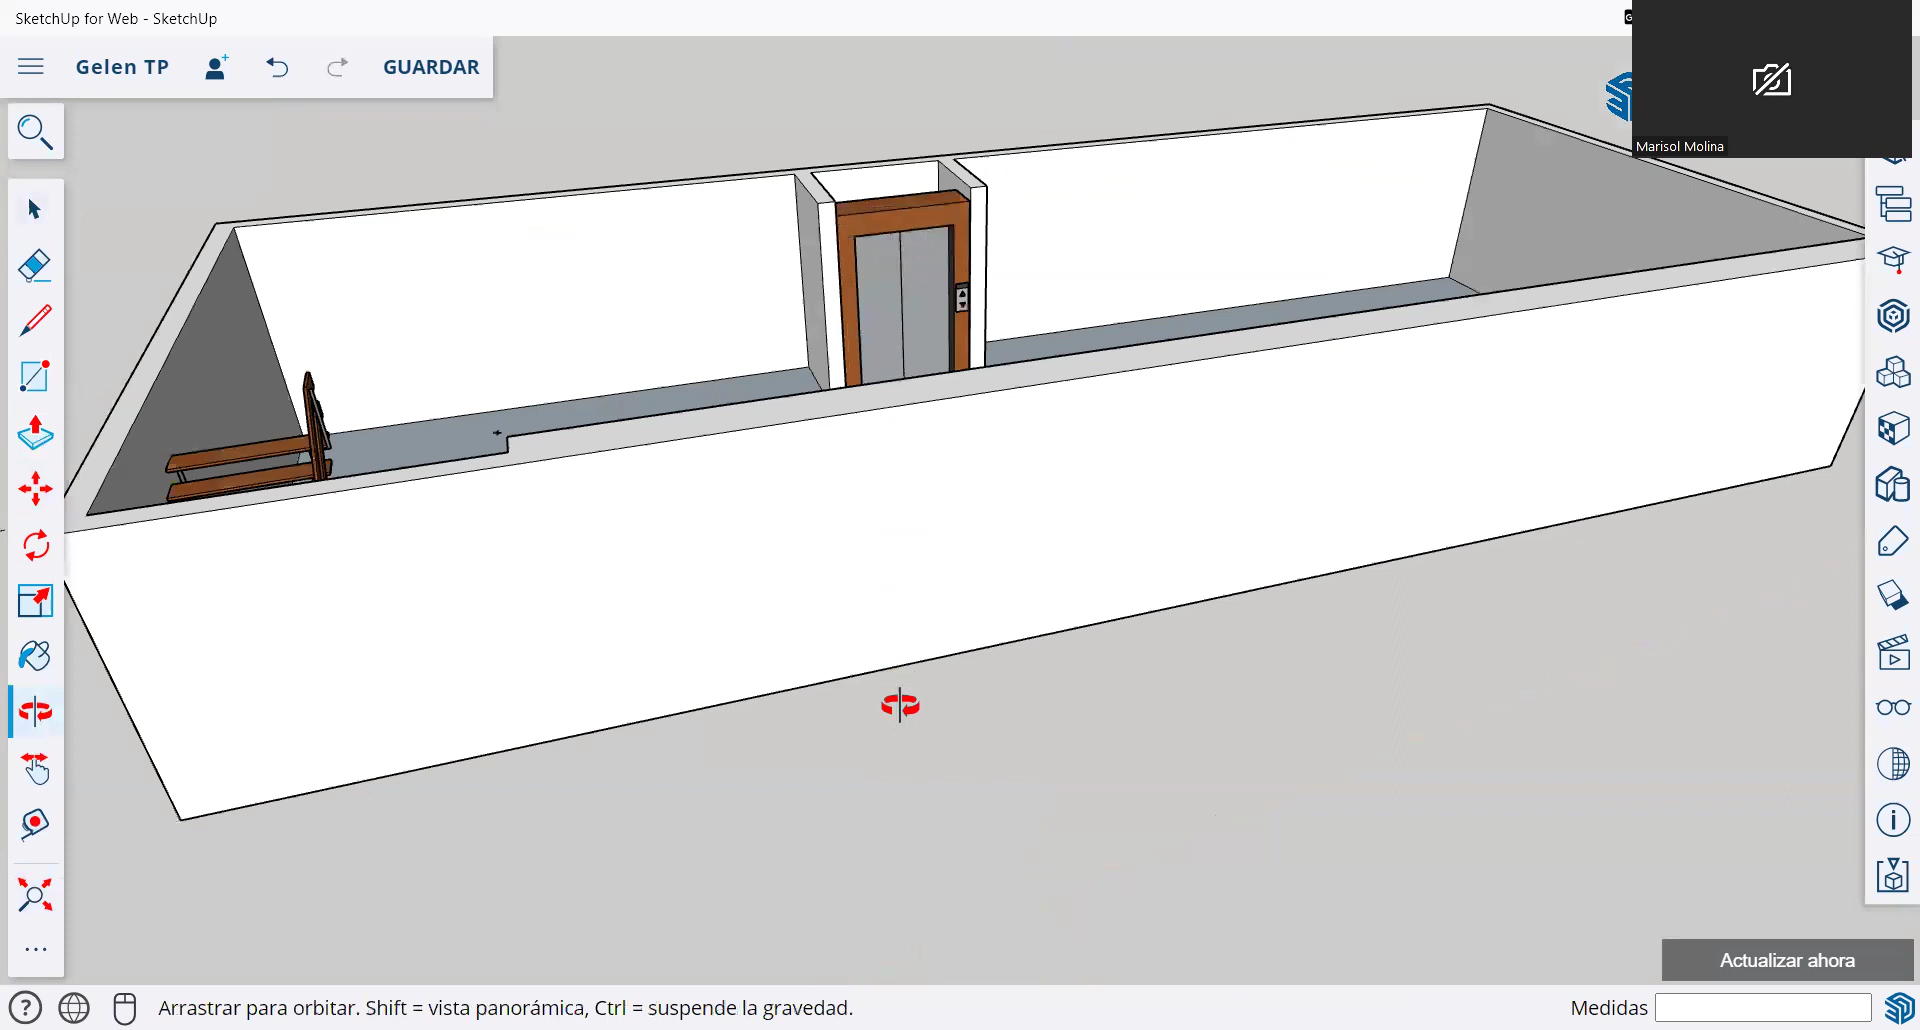 SketchUp for Web - SketchUp
Gelen TP
GUARDAR
Marisol Molina
Actualizar ahora
Arrastrar para orbitar. Shift = vista panorámica, Ctrl = suspende la gravedad.
Medidas